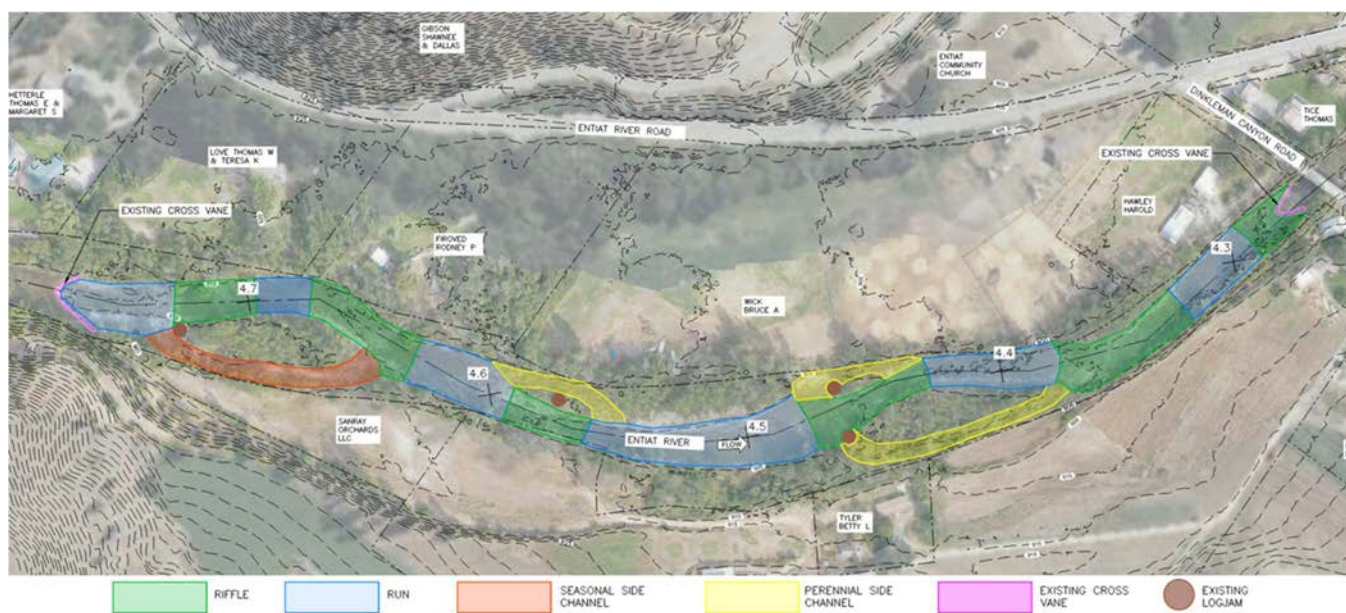 GIBSON
SHAWNEE
& DALLAS
ENTIAT
COMMUNITY
CHURCH
HETTERLE
THOMAS E &
MARGARET S
ENTIAT RIVER ROAD
DINKLEMAN CANYON ROAD
TICE
THOMAS
LOVE THOMAS W
& TERESA K
EXISTING CROSS VANE
EXISTING CROSS VANE
HAWLEY
HAROLD
FIROVED
RODNEY P
WICK
BRUCE A
4.7
4.6
4.5
4.4
4.3
SANRAY
ORCHARDS
LLC
ENTIAT RIVER
FLOW
TYLER
BETTY L
RIFFLE
RUN
SEASONAL SIDE
CHANNEL
PERENNIAL SIDE
CHANNEL
EXISTING CROSS
VANE
EXISTING
LOGJAM